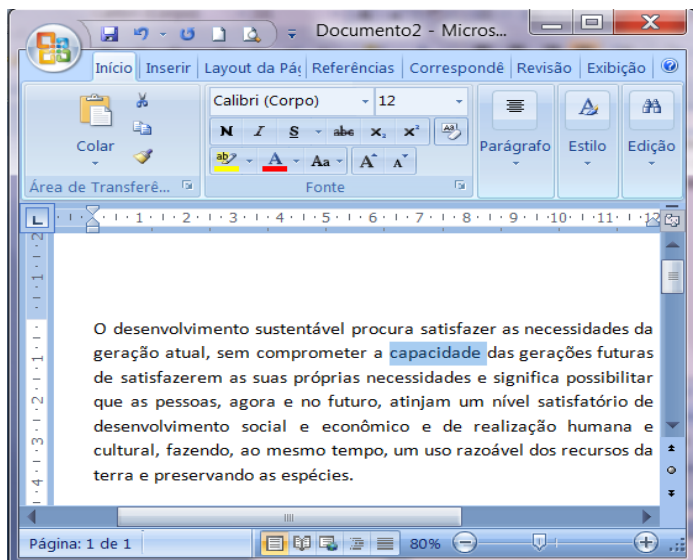 Documento2 - Micros...
Início Inserir Layout da Pág Referências Correspondê Revisão Exibição
Calibri (Corpo) 12
N I S abe x₂ x²
ab A Aa A A
Colar
Parágrafo Estilo Edição
Área de Transferê... Fonte
L 1 2 3 4 5 6 7 8 9 10 11 12
O desenvolvimento sustentável procura satisfazer as necessidades da
geração atual, sem comprometer a capacidade das gerações futuras
de satisfazerem as suas próprias necessidades e significa possibilitar
que as pessoas, agora e no futuro, atinjam um nível satisfatório de
desenvolvimento social e econômico e de realização humana e
cultural, fazendo, ao mesmo tempo, um uso razoável dos recursos da
terra e preservando as espécies.
Página: 1 de 1 80%